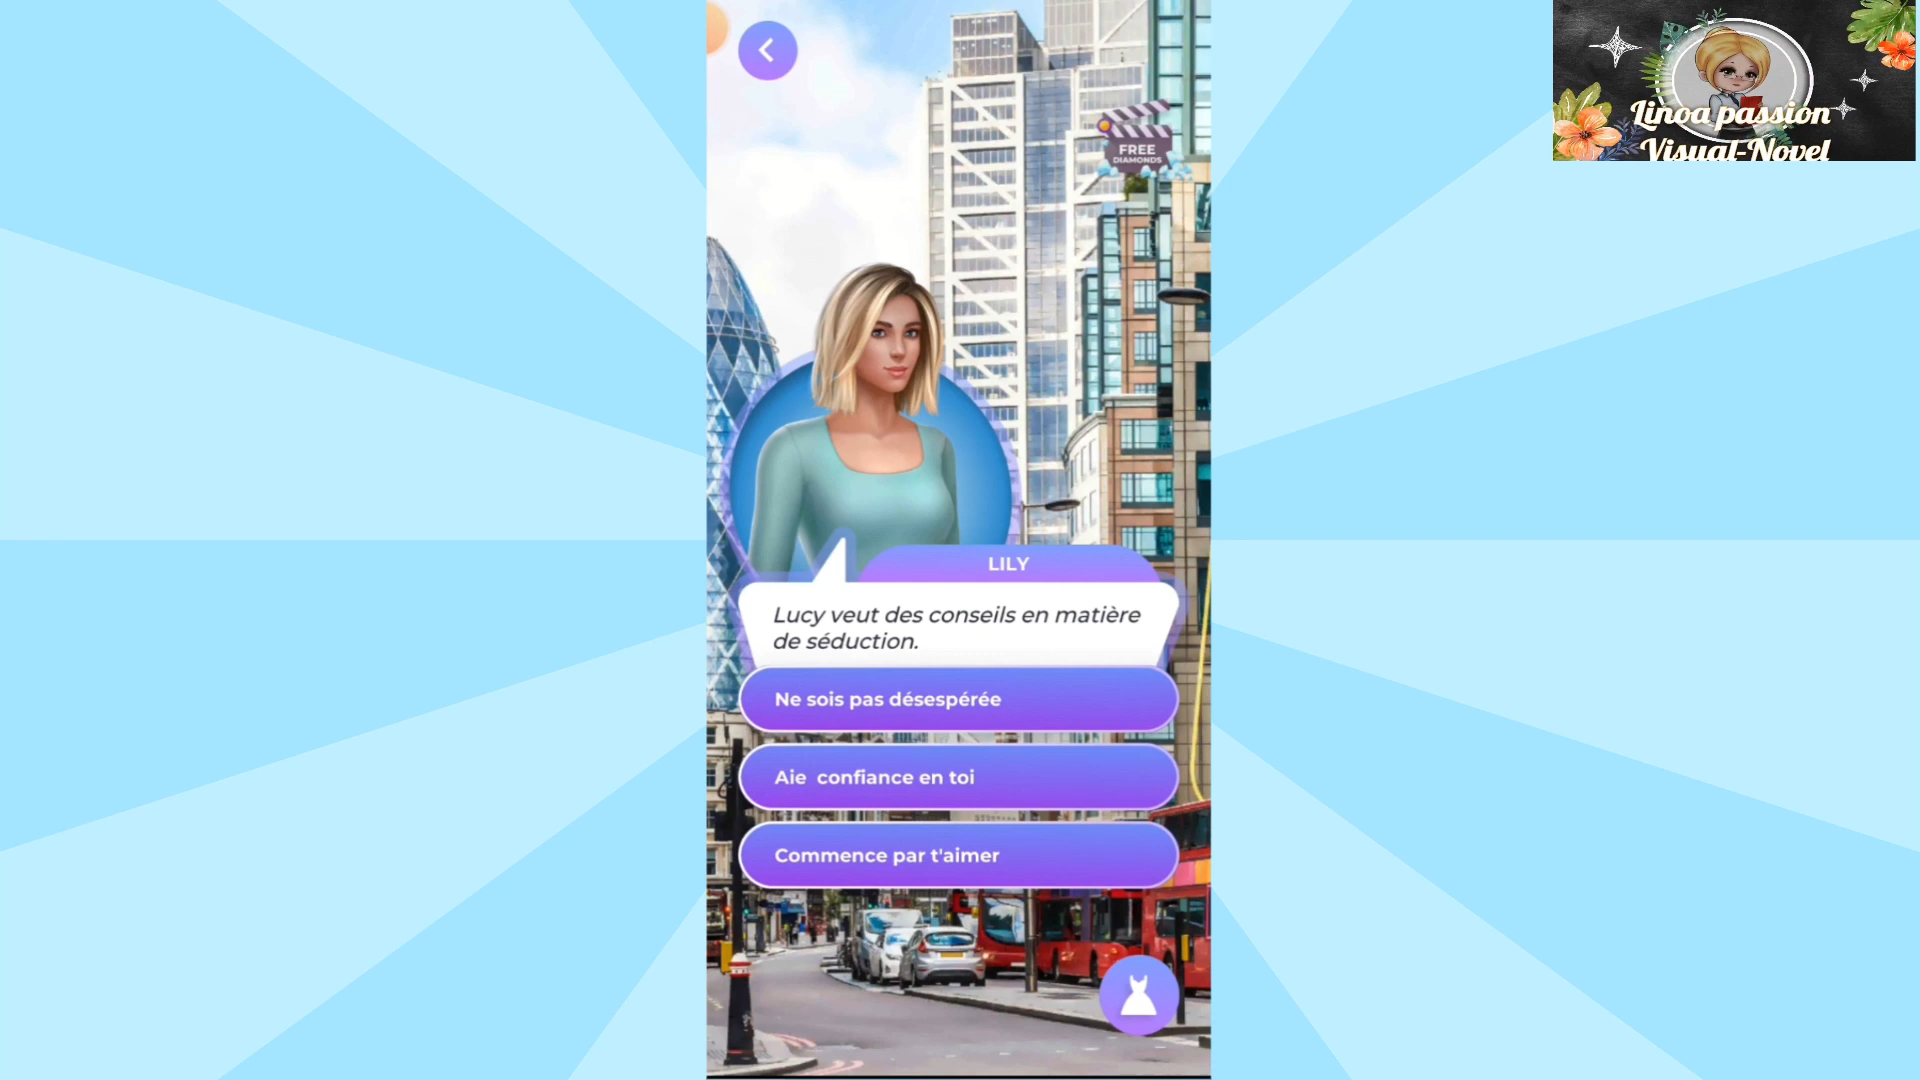 Linoa passion
Visual-Novel
FREE
DIAMONDS
LILY
Lucy veut des conseils en matière
de séduction.
Ne sois pas désespérée
Aie  confiance en toi
Commence par t'aimer